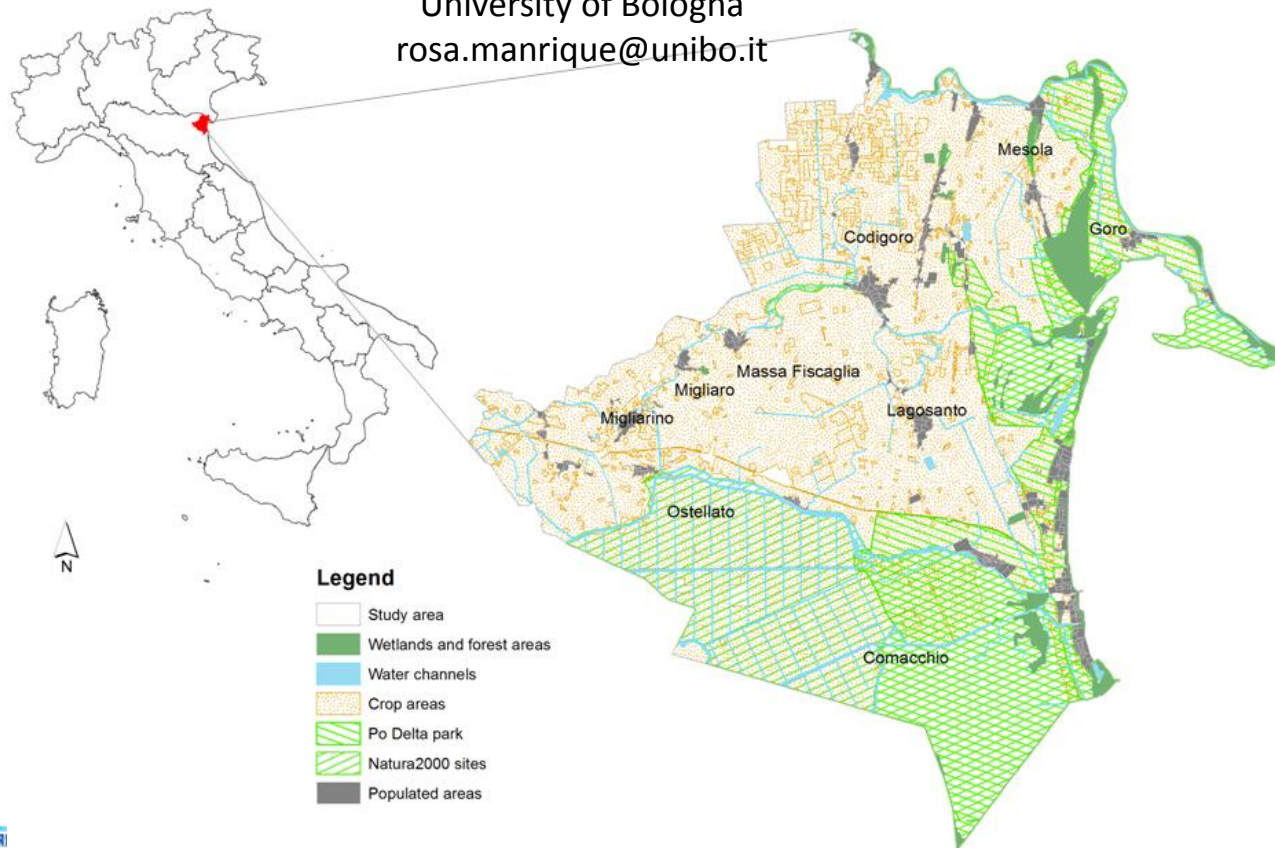 University of Bologna
rosa.manrique@unibo.it
Mesola
Goro
Codigoro
Massa Fiscaglia
Migliaro
Lagosanto
Migliarino
Ostellato
Comacchio
N
Legend
Study area
Wetlands and forest areas
Water channels
Crop areas
Po Delta park
Natura2000 sites
Populated areas